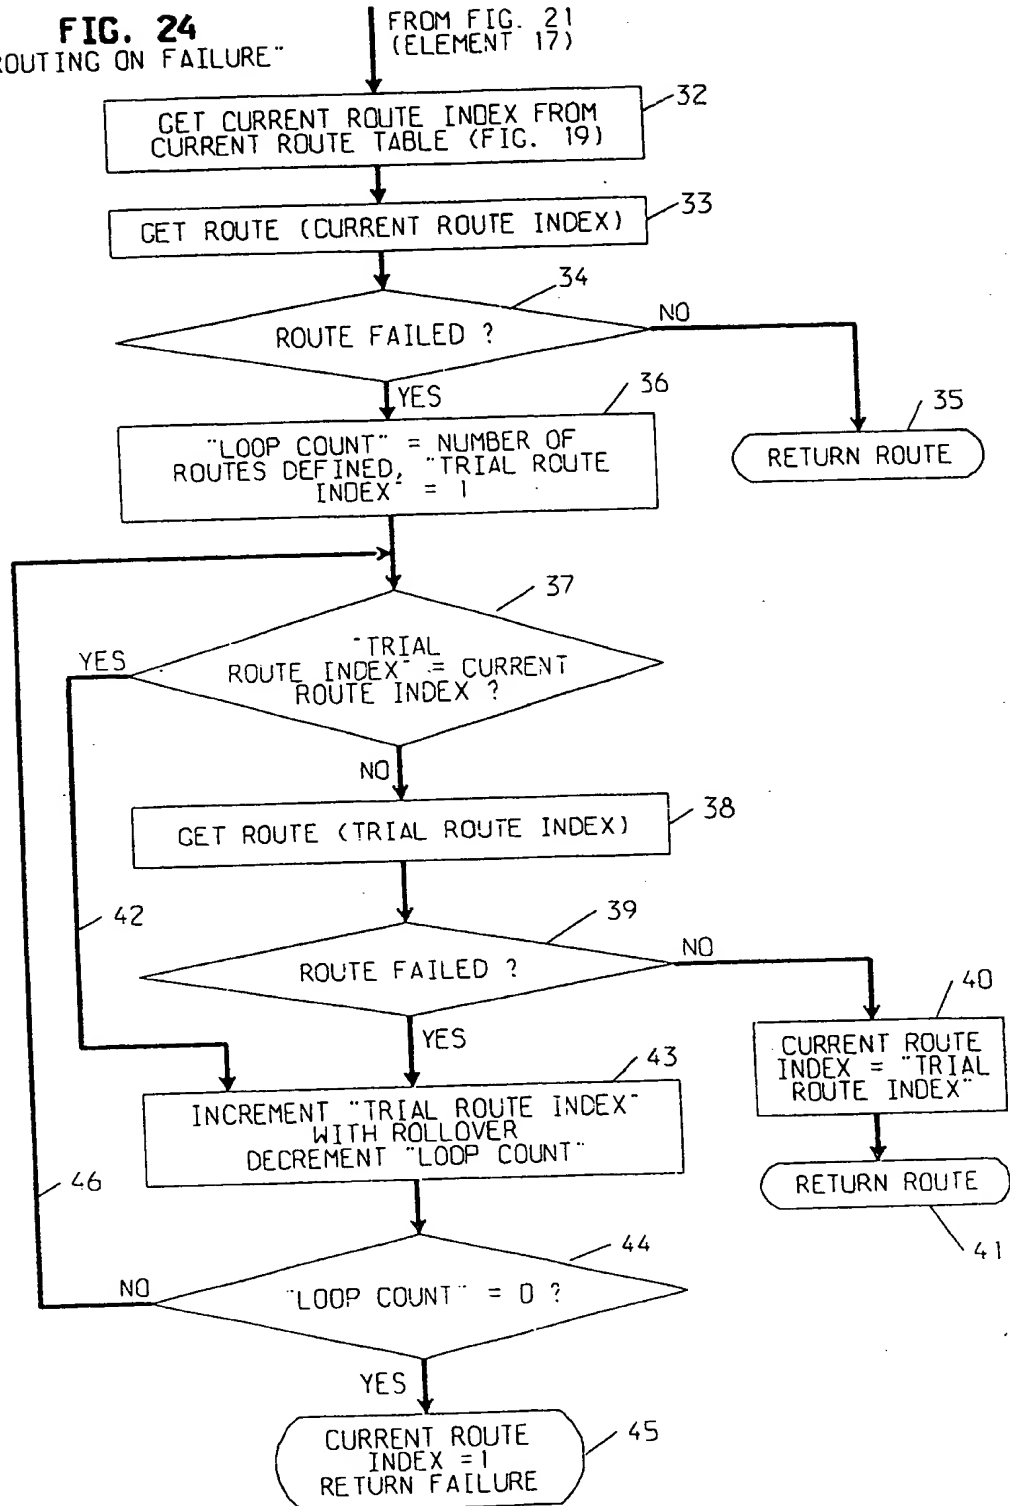 FIG. 24
ROUTING ON FAILURE"
FROM FIG. 21
(ELEMENT 17)
32
GET CURRENT ROUTE INDEX FROM
CURRENT ROUTE TABLE (FIG. 19)
33
GET ROUTE (CURRENT ROUTE INDEX)
34
ROUTE FAILED ?
NO
YES
35
RETURN ROUTE
36
"LOOP COUNT" = NUMBER OF
ROUTES DEFINED, "TRIAL ROUTE
INDEX" = 1
37
"TRIAL
ROUTE INDEX" = CURRENT
ROUTE INDEX ?
YES
NO
38
GET ROUTE (TRIAL ROUTE INDEX)
42
39
ROUTE FAILED ?
NO
YES
40
CURRENT ROUTE
INDEX = "TRIAL
ROUTE INDEX"
43
INCREMENT "TRIAL ROUTE INDEX"
WITH ROLLOVER
DECREMENT "LOOP COUNT"
RETURN ROUTE
41
46
44
"LOOP COUNT" = 0 ?
NO
YES
45
CURRENT ROUTE
INDEX =1
RETURN FAILURE